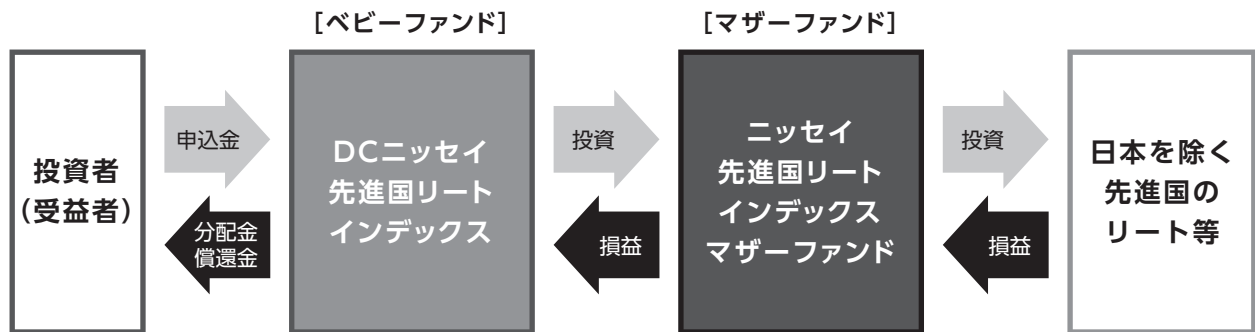 ［ベビーファンド］
［マザーファンド］
投資者
(受益者)
申込金
分配金
償還金
DCニッセイ
先進国リート
インデックス
投資
損益
ニッセイ
先進国リート
インデックス
マザーファンド
投資
損益
日本を除く
先進国の
リート等